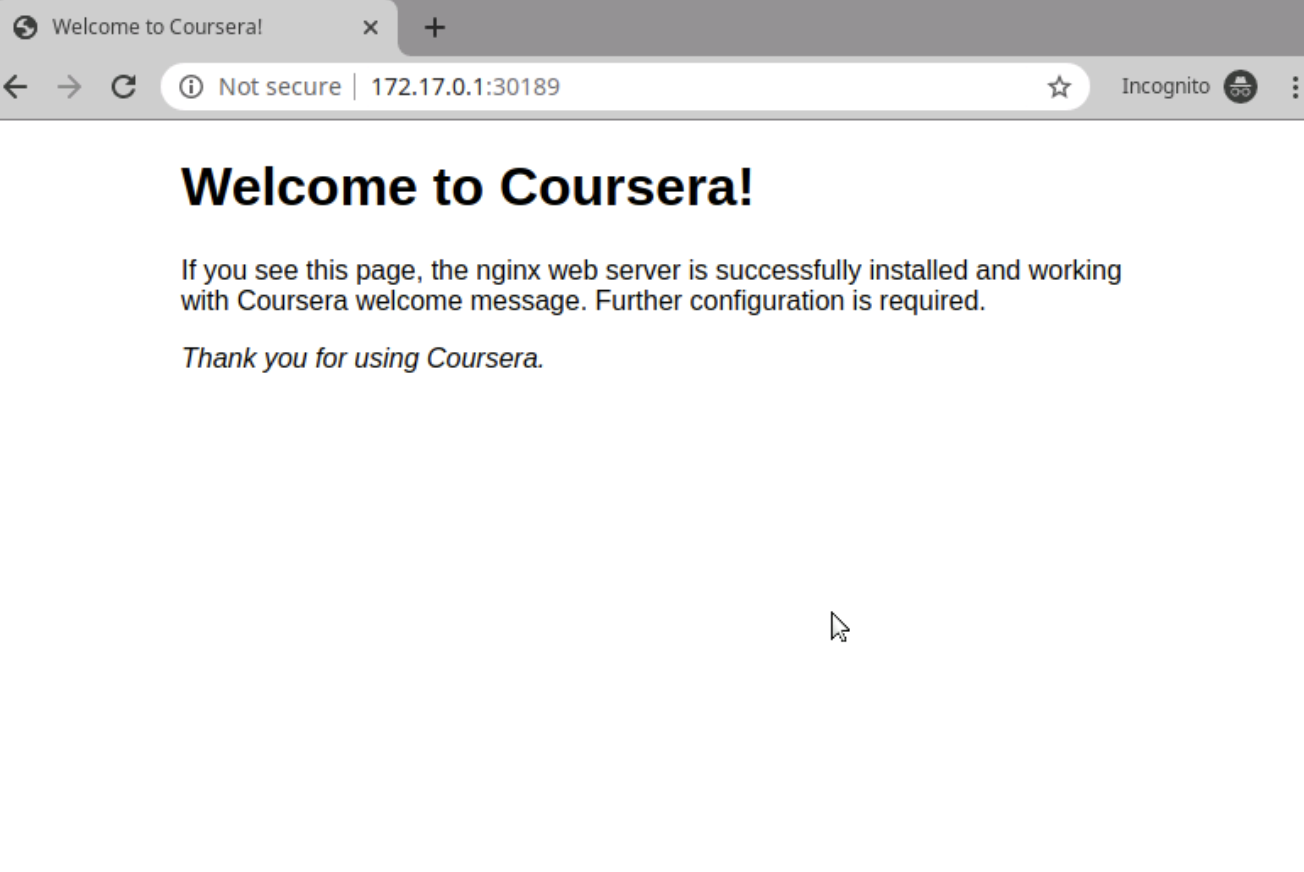 Welcome to Coursera!
Not secure 172.17.0.1:30189
Incognito
Welcome to Coursera!
If you see this page, the nginx web server is successfully installed and working
with Coursera welcome message. Further configuration is required.
Thank you for using Coursera.